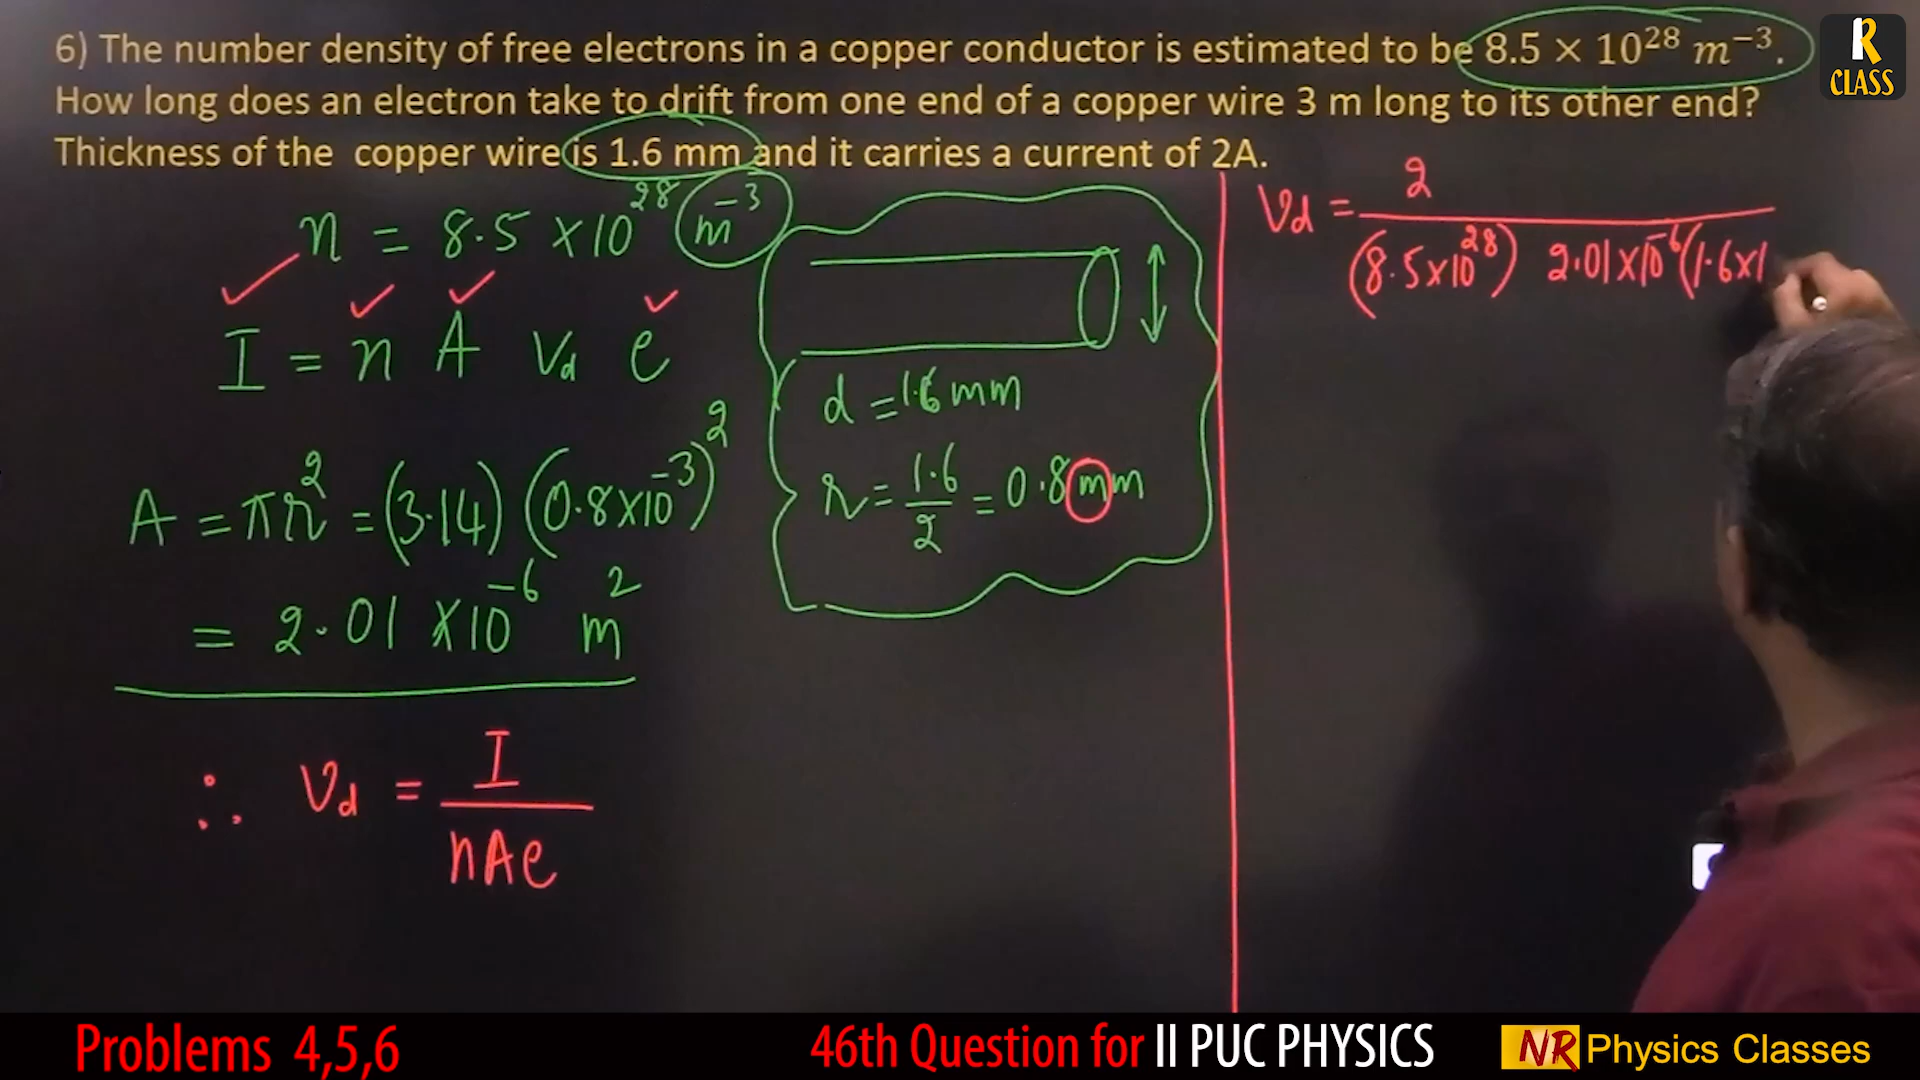 6) The number density of free electrons in a copper conductor is estimated to be 8.5 × 10²⁸ m⁻³.
How long does an electron take to drift from one end of a copper wire 3 m long to its other end?
Thickness of the copper wire is 1.6 mm and it carries a current of 2A.
R
CLASS
n = 8.5 ×10²⁸ m⁻³
I = n A Vd e
A = πr² = (3.14) (0.8×10⁻³)²
= 2.01 ×10⁻⁶ m²
∴ Vd = I / nAe
d = 1.6 mm
r = 1.6 / 2 = 0.8 mm
Vd = 2 / (8.5×10²⁸) 2.01×10⁻⁶ (1.6×1
Problems 4,5,6
46th Question for II PUC PHYSICS
NR Physics Classes